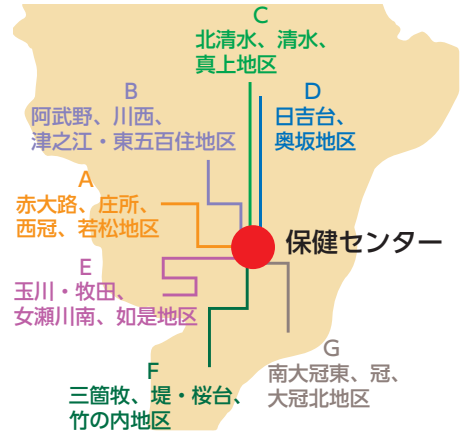 C
北清水、清水、
真上地区
B
阿武野、川西、
津之江・東五百住地区
D
日吉台、
奥坂地区
A
赤大路、庄所、
西冠、若松地区
保健センター
E
玉川・牧田、
女瀬川南、如是地区
F
三箇牧、堤・桜台、
竹の内地区
G
南大冠東、冠、
大冠北地区